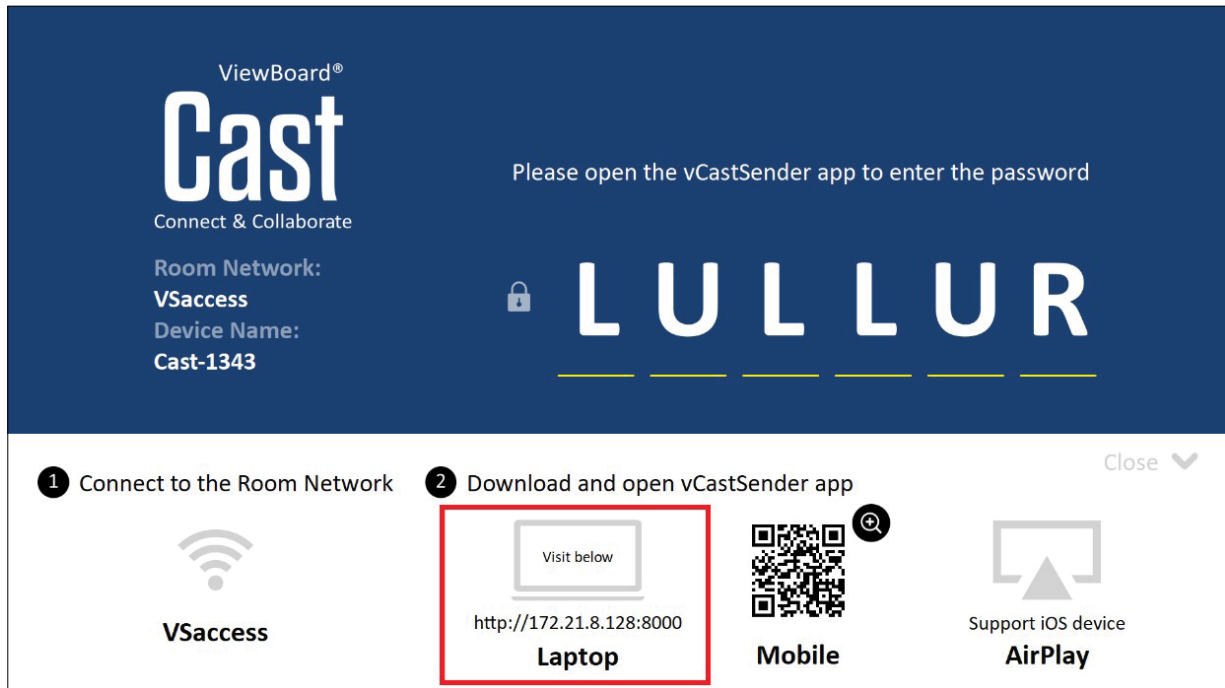 ViewBoard®
Cast
Connect & Collaborate
Room Network:
VSaccess
Device Name:
Cast-1343
Please open the vCastSender app to enter the password
L U L L U R
Close
1 Connect to the Room Network
VSaccess
2 Download and open vCastSender app
Visit below
http://172.21.8.128:8000
Laptop
Mobile
Support iOS device
AirPlay